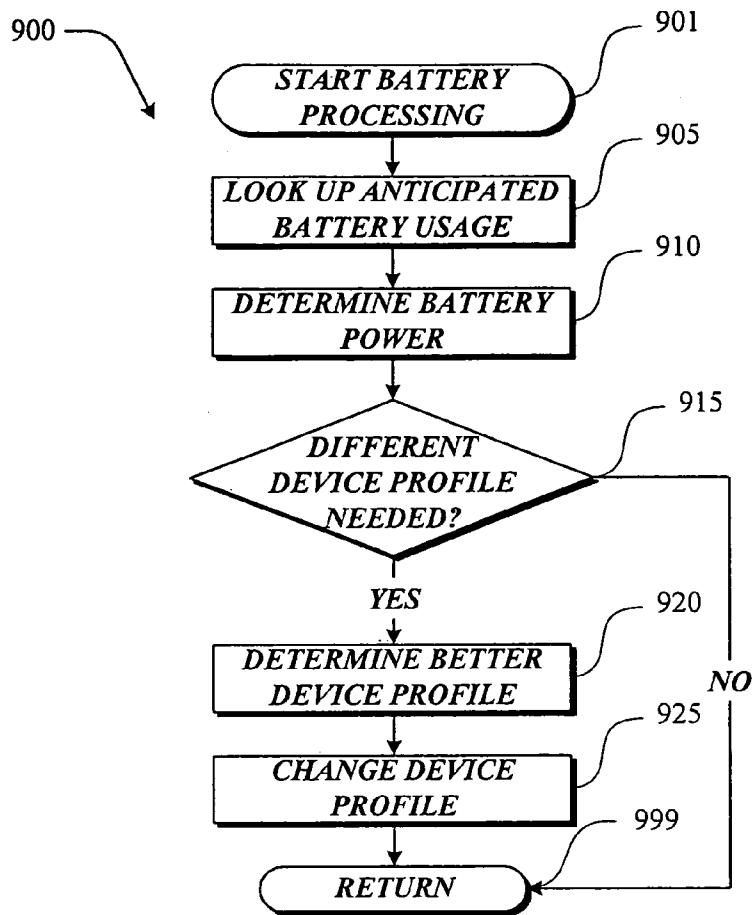 900
901
START BATTERY
PROCESSING
905
LOOK UP ANTICIPATED
BATTERY USAGE
910
DETERMINE BATTERY
POWER
915
DIFFERENT
DEVICE PROFILE
NEEDED?
YES
920
DETERMINE BETTER
DEVICE PROFILE
NO
925
CHANGE DEVICE
PROFILE
999
RETURN